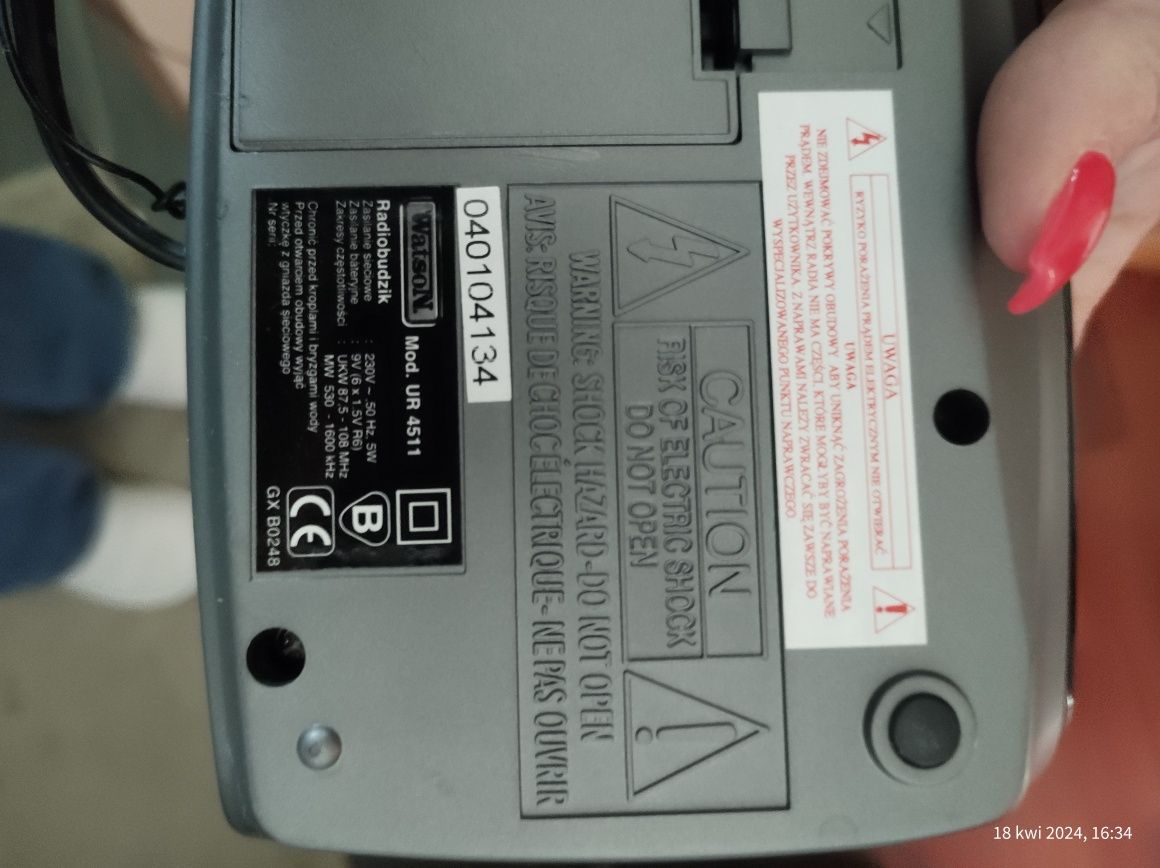 UWAGA
RYZYKO PORAŻENIA PRĄDEM ELEKTRYCZNYM NIE OTWIERAĆ
UWAGA
NIE ZDEJMOWAĆ POKRYWY OBUDOWY ABY UNIKNĄĆ ZAGROŻENIA PORAŻENIA
PRĄDEM. WEWNĄTRZ RADIA NIE MA CZĘŚCI, KTÓRE MOGŁYBY BYĆ NAPRAWIANE
PRZEZ UŻYTKOWNIKA. Z NAPRAWAMI NALEŻY ZWRACAĆ SIĘ ZAWSZE DO
WYSPECJALIZOWANEGO PUNKTU NAPRAWCZEGO
CAUTION
RISK OF ELECTRIC SHOCK
DO NOT OPEN
WARNING: SHOCK HAZARD-DO NOT OPEN
AVIS: RISQUE DE CHOC ÉLECTRIQUE-NE PAS OUVRIR
040104134
WatsoN Mod. UR 4511
Radiobudzik
Zasilanie sieciowe : 230V ~ .50 Hz, 5W
Zasilanie bateryjne : 9V (6 x 1.5V R6)
Zakresy częstotliwości : UKW 87,5 - 108 MHz
MW 530 - 1600 kHz
Chronić przed kroplami i bryzgami wody
Przed otwarciem obudowy wyjąć
wtyczkę z gniazda sieciowego
Nr serii:
B
CE
GX B0248
18 kwi 2024, 16:34